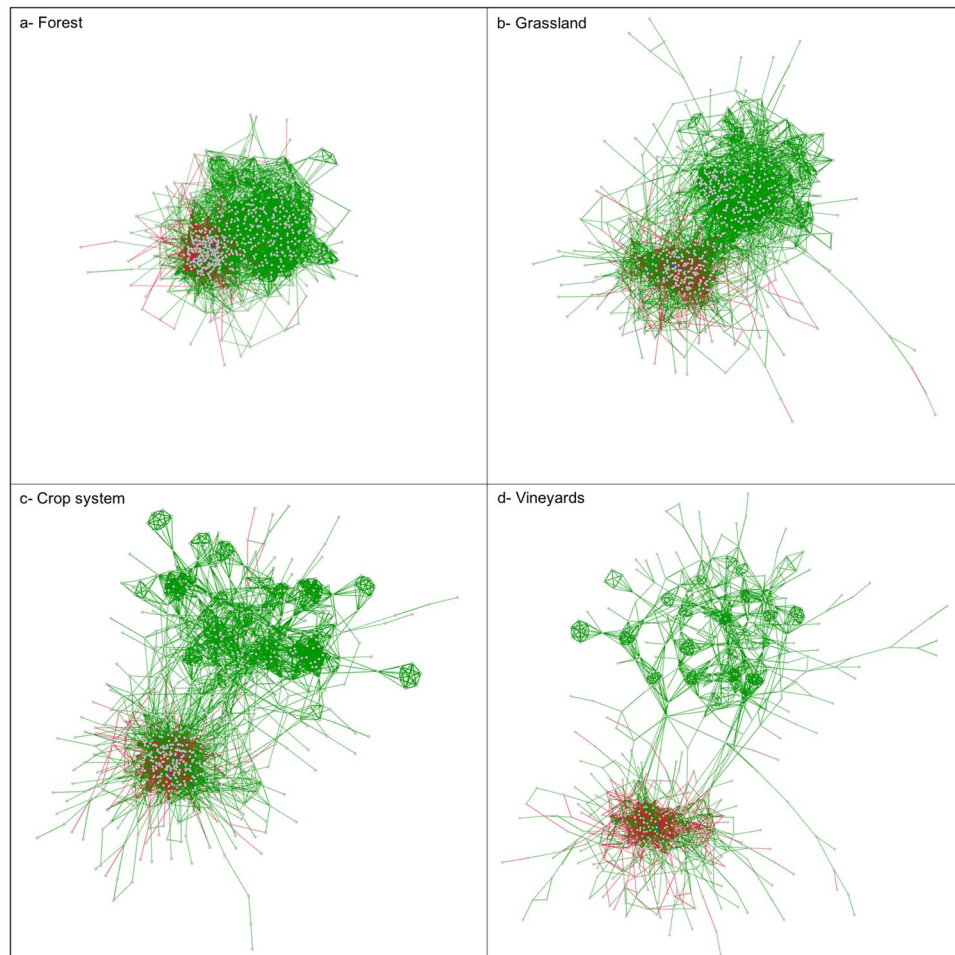 a- Forest
b- Grassland
c- Crop system
d- Vineyards